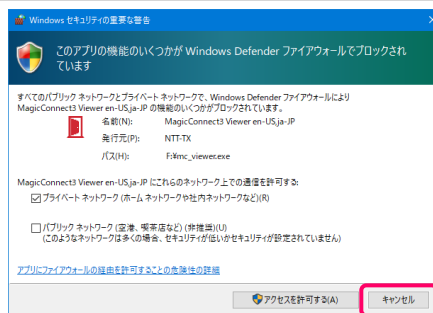 Windows セキュリティの重要な警告
このアプリの機能のいくつかが Windows Defender ファイアウォールでブロックされ
ています
すべてのパブリック ネットワークとプライベート ネットワークで、Windows Defender ファイアウォールにより
MagicConnect3 Viewer en-US,ja-JP の機能のいくつかがブロックされています。
名前(N): MagicConnect3 Viewer en-US,ja-JP
発行元(P): NTT-TX
パス(H): F:¥mc_viewer.exe
MagicConnect3 Viewer en-US,ja-JP にこれらのネットワーク上での通信を許可する:
プライベート ネットワーク (ホーム ネットワークや社内ネットワークなど)(R)
パブリック ネットワーク (空港、喫茶店など) (非推奨)(U)
(このようなネットワークは多くの場合、セキュリティが低いかセキュリティが設定されていません)
アプリにファイアウォールの経由を許可することの危険性の詳細
アクセスを許可する(A) キャンセル